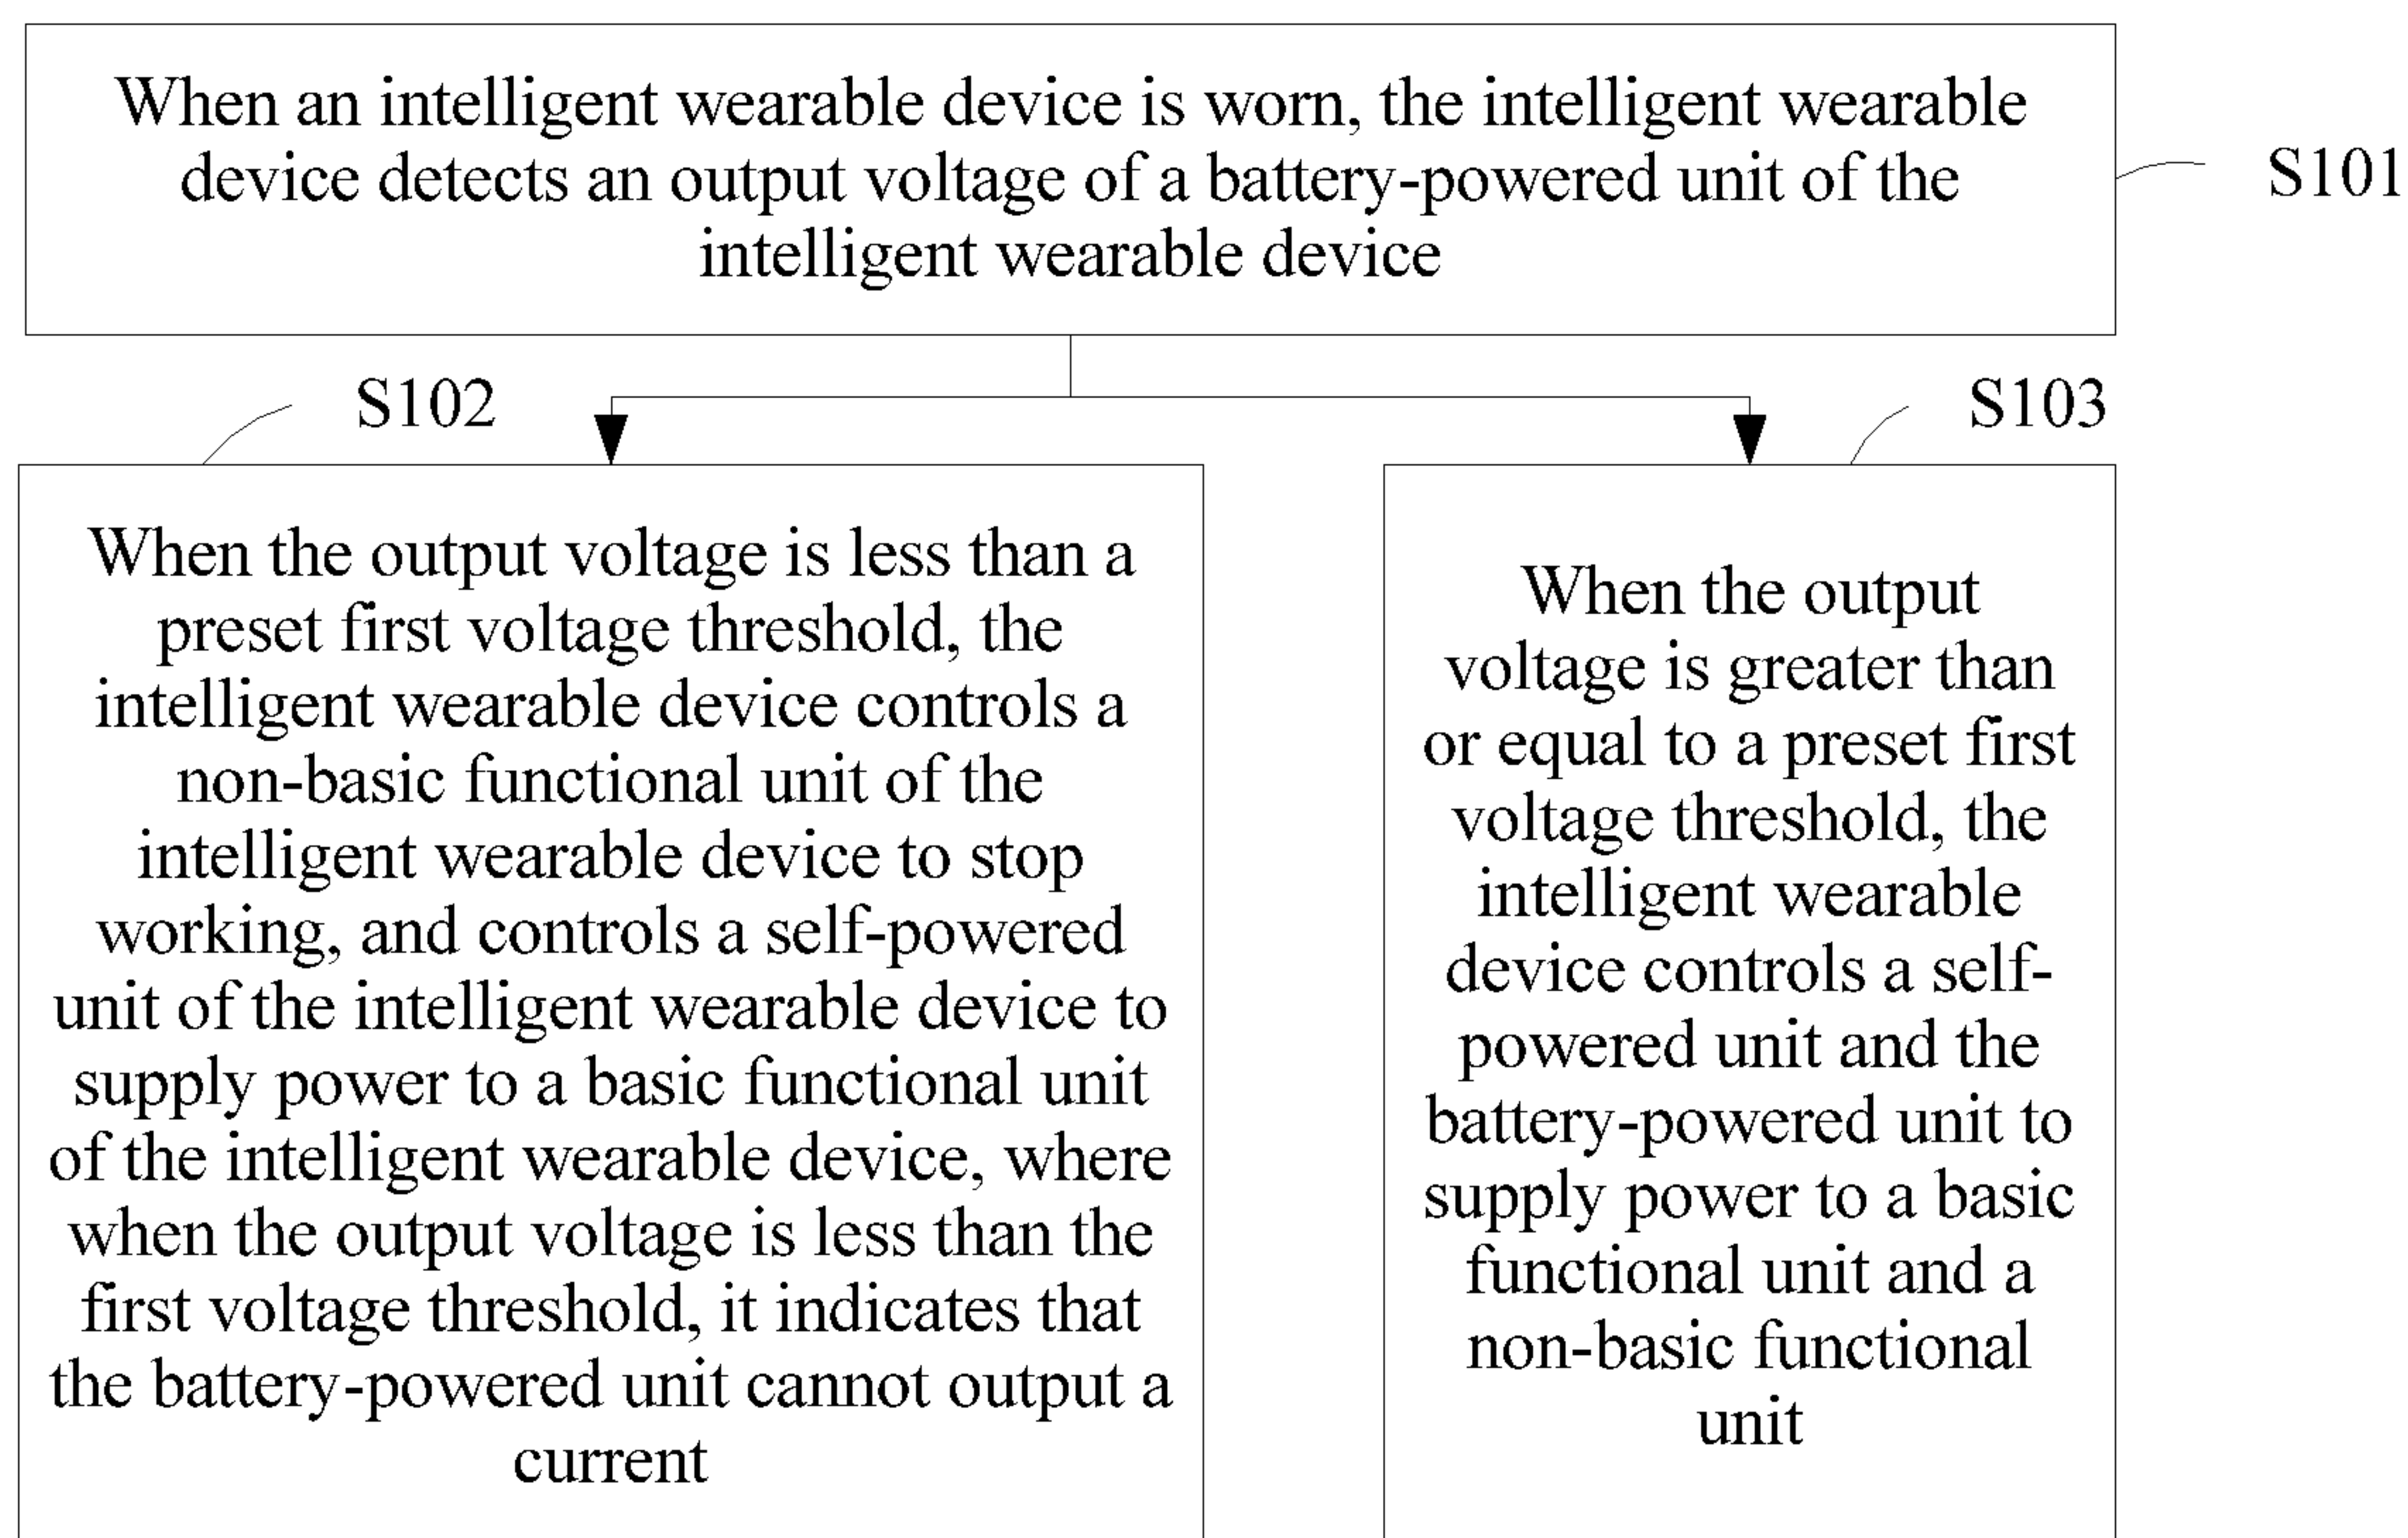 When an intelligent wearable device is worn, the intelligent wearable
device detects an output voltage of a battery-powered unit of the
intelligent wearable device
S101
S102
When the output voltage is less than a
preset first voltage threshold, the
intelligent wearable device controls a
non-basic functional unit of the
intelligent wearable device to stop
working, and controls a self-powered
unit of the intelligent wearable device to
supply power to a basic functional unit
of the intelligent wearable device, where
when the output voltage is less than the
first voltage threshold, it indicates that
the battery-powered unit cannot output a
current
S103
When the output
voltage is greater than
or equal to a preset first
voltage threshold, the
intelligent wearable
device controls a self-
powered unit and the
battery-powered unit to
supply power to a basic
functional unit and a
non-basic functional
unit